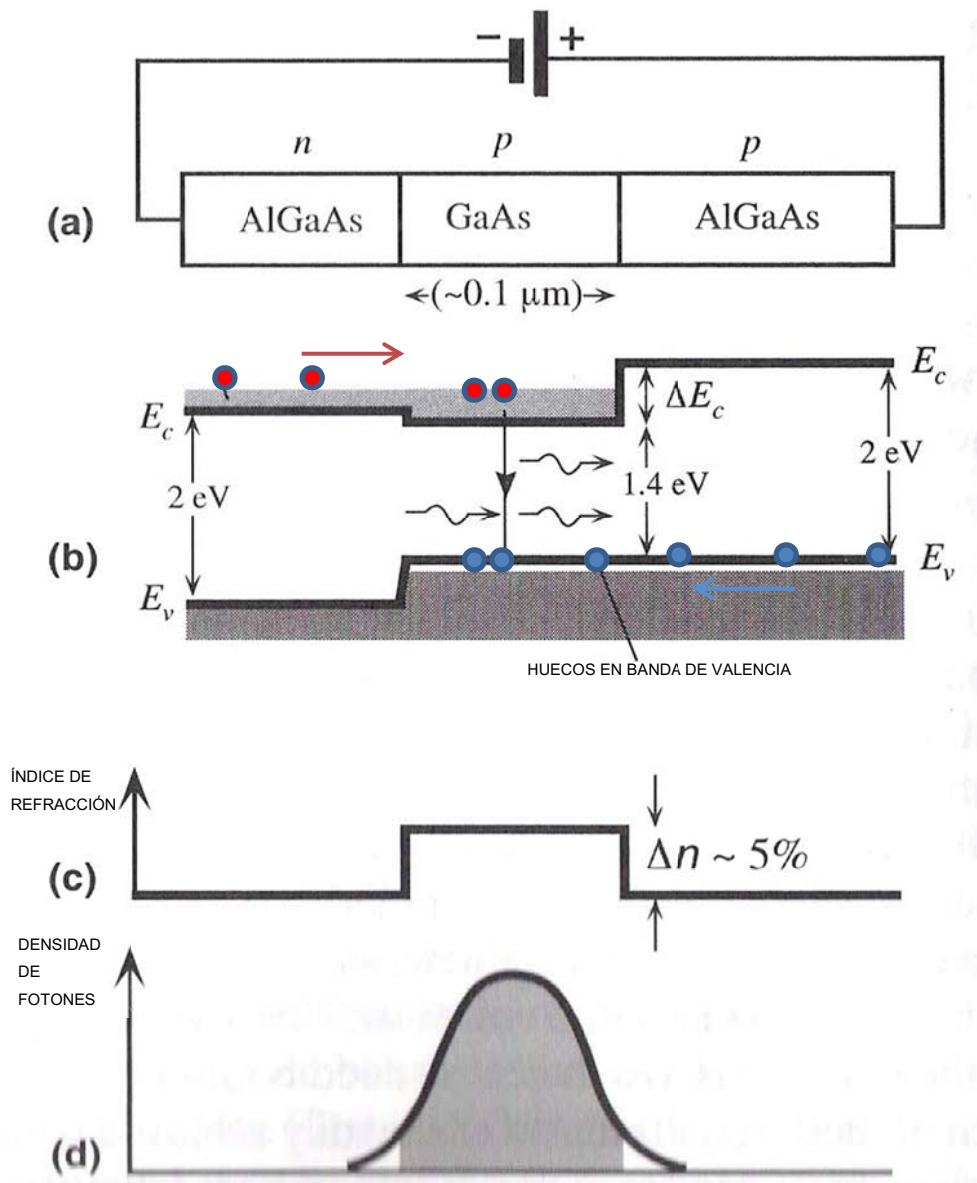 − +
n p p
(a) AlGaAs GaAs AlGaAs
(~0.1 μm)
E_c
E_c ΔE_c
2 eV 1.4 eV 2 eV
(b)
E_v
E_v
HUECOS EN BANDA DE VALENCIA
ÍNDICE DE
REFRACCIÓN
(c) Δn ~ 5%
DENSIDAD
DE
FOTONES
(d)